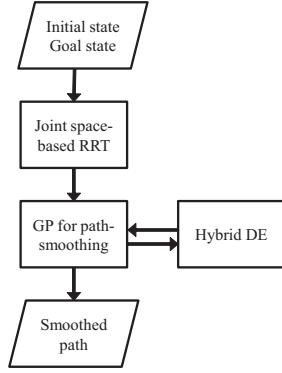 Initial state
Goal state
Joint space-
based RRT
GP for path-
smoothing
Hybrid DE
Smoothed
path